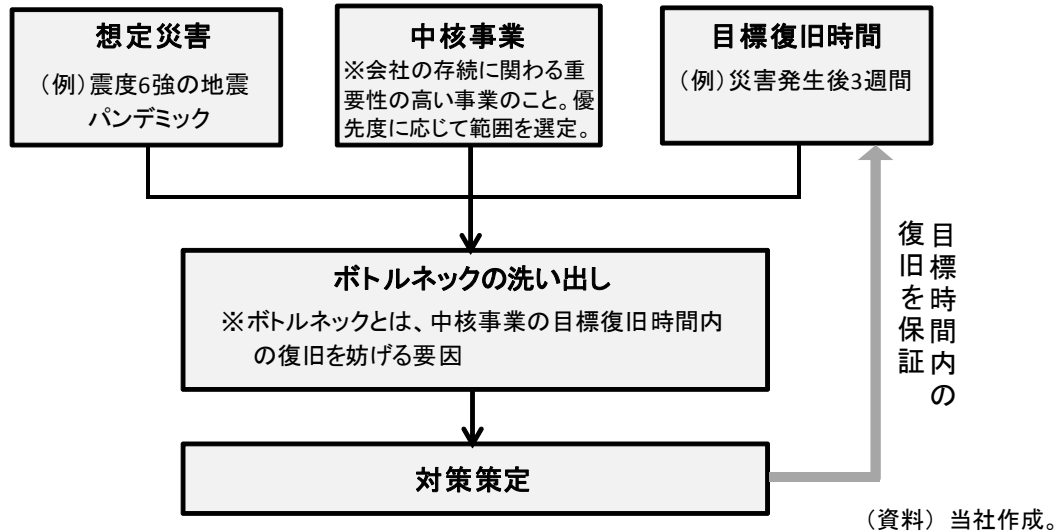 想定災害
（例）震度6強の地震
パンデミック
中核事業
※会社の存続に関わる重
要性の高い事業のこと。優
先度に応じて範囲を選定。
目標復旧時間
（例）災害発生後3週間
ボトルネックの洗い出し
※ボトルネックとは、中核事業の目標復旧時間内
の復旧を妨げる要因
目標時間内の
復旧を保証
対策策定
（資料）当社作成。